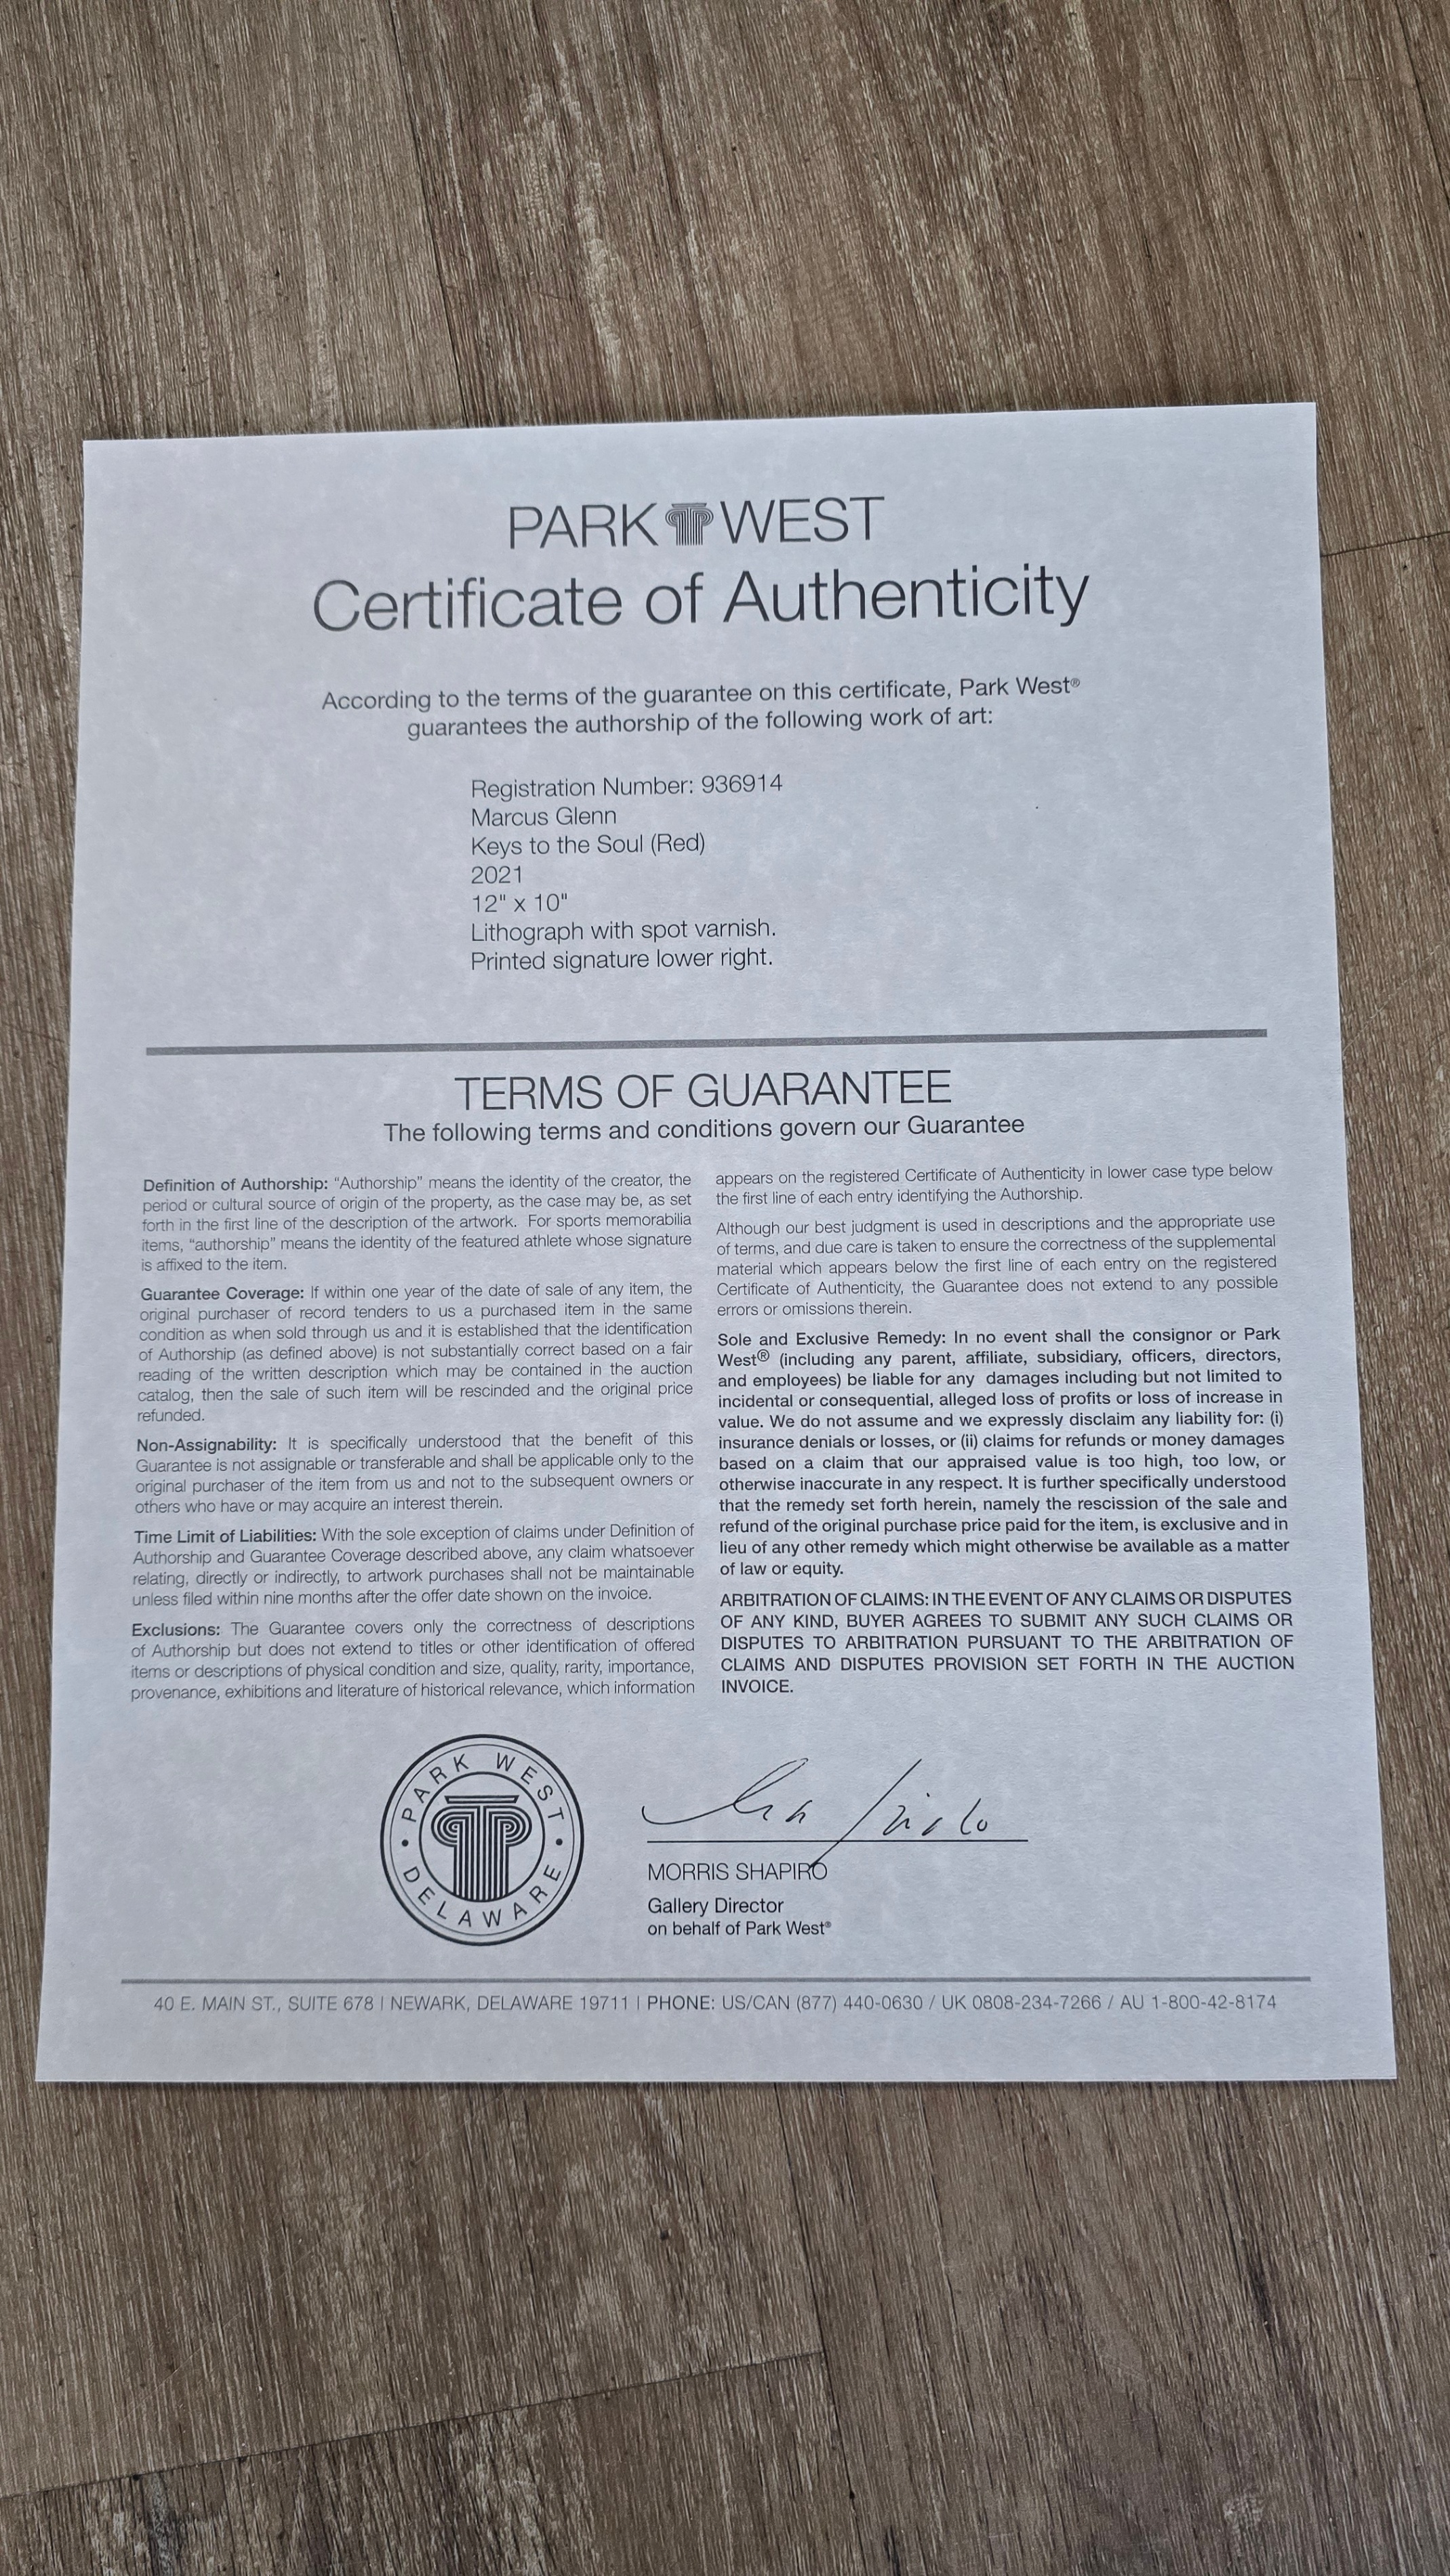 PARK WEST
Certificate of Authenticity
According to the terms of the guarantee on this certificate, Park West®
guarantees the authorship of the following work of art:
Registration Number: 936914
Marcus Glenn
Keys to the Soul (Red)
2021
12" x 10"
Lithograph with spot varnish.
Printed signature lower right.
TERMS OF GUARANTEE
The following terms and conditions govern our Guarantee
Definition of Authorship: “Authorship” means the identity of the creator, the
period or cultural source of origin of the property, as the case may be, as set
forth in the first line of the description of the artwork. For sports memorabilia
items, “authorship” means the identity of the featured athlete whose signature
is affixed to the item.
Guarantee Coverage: If within one year of the date of sale of any item, the
original purchaser of record tenders to us a purchased item in the same
condition as when sold through us and it is established that the identification
of Authorship (as defined above) is not substantially correct based on a fair
reading of the written description which may be contained in the auction
catalog, then the sale of such item will be rescinded and the original price
refunded.
Non-Assignability: It is specifically understood that the benefit of this
Guarantee is not assignable or transferable and shall be applicable only to the
original purchaser of the item from us and not to the subsequent owners or
others who have or may acquire an interest therein.
Time Limit of Liabilities: With the sole exception of claims under Definition of
Authorship and Guarantee Coverage described above, any claim whatsoever
relating, directly or indirectly, to artwork purchases shall not be maintainable
unless filed within nine months after the offer date shown on the invoice.
Exclusions: The Guarantee covers only the correctness of descriptions
of Authorship but does not extend to titles or other identification of offered
items or descriptions of physical condition and size, quality, rarity, importance,
provenance, exhibitions and literature of historical relevance, which information
appears on the registered Certificate of Authenticity in lower case type below
the first line of each entry identifying the Authorship.
Although our best judgment is used in descriptions and the appropriate use
of terms, and due care is taken to ensure the correctness of the supplemental
material which appears below the first line of each entry on the registered
Certificate of Authenticity, the Guarantee does not extend to any possible
errors or omissions therein.
Sole and Exclusive Remedy: In no event shall the consignor or Park
West® (including any parent, affiliate, subsidiary, officers, directors,
and employees) be liable for any damages including but not limited to
incidental or consequential, alleged loss of profits or loss of increase in
value. We do not assume and we expressly disclaim any liability for: (i)
insurance denials or losses, or (ii) claims for refunds or money damages
based on a claim that our appraised value is too high, too low, or
otherwise inaccurate in any respect. It is further specifically understood
that the remedy set forth herein, namely the rescission of the sale and
refund of the original purchase price paid for the item, is exclusive and in
lieu of any other remedy which might otherwise be available as a matter
of law or equity.
ARBITRATION OF CLAIMS: IN THE EVENT OF ANY CLAIMS OR DISPUTES
OF ANY KIND, BUYER AGREES TO SUBMIT ANY SUCH CLAIMS OR
DISPUTES TO ARBITRATION PURSUANT TO THE ARBITRATION OF
CLAIMS AND DISPUTES PROVISION SET FORTH IN THE AUCTION
INVOICE.
PARK WEST
DELAWARE
MORRIS SHAPIRO
Gallery Director
on behalf of Park West®
40 E. MAIN ST., SUITE 678 | NEWARK, DELAWARE 19711 | PHONE: US/CAN (877) 440-0630 / UK 0808-234-7266 / AU 1-800-42-8174